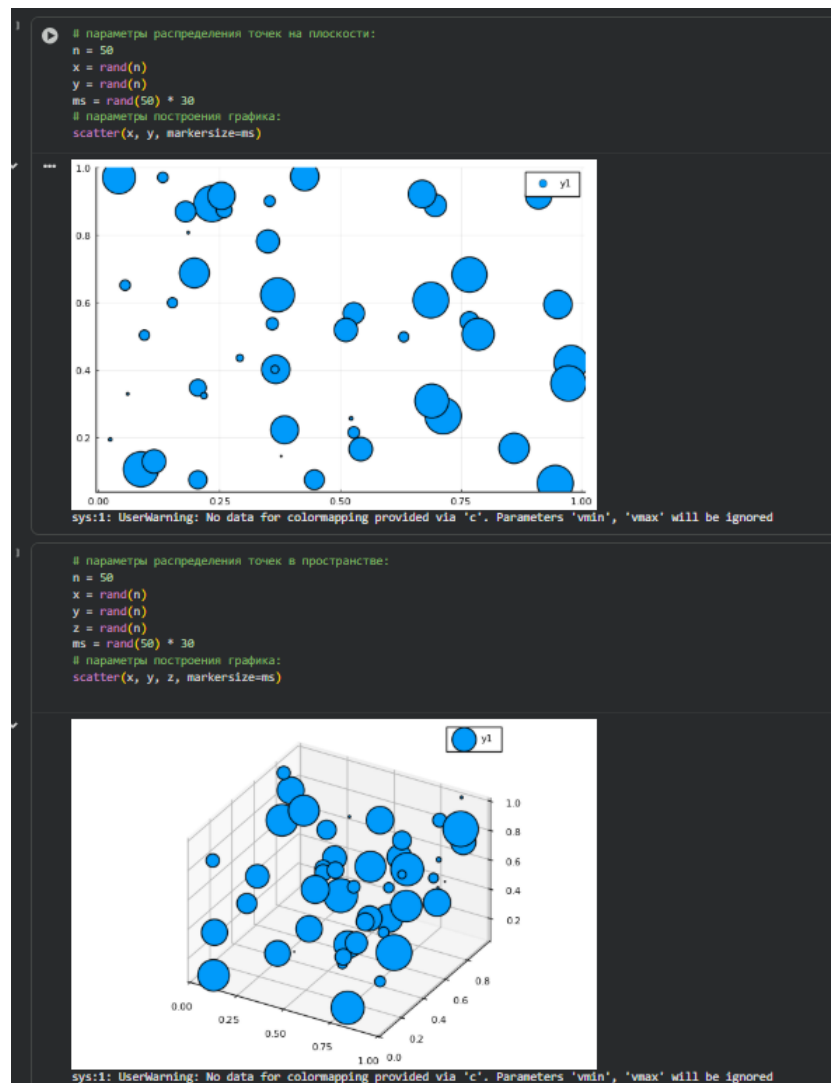 # параметры распределения точек на плоскости:
n = 50
x = rand(n)
y = rand(n)
ms = rand(50) * 30
# параметры построения графика:
scatter(x, y, markersize=ms)
1.0
y1
0.8
0.6
0.4
0.2
0.00 0.25 0.50 0.75 1.00
sys:1: UserWarning: No data for colormapping provided via 'c'. Parameters 'vmin', 'vmax' will be ignored
# параметры распределения точек в пространстве:
n = 50
x = rand(n)
y = rand(n)
z = rand(n)
ms = rand(50) * 30
# параметры построения графика:
scatter(x, y, z, markersize=ms)
y1
1.0
0.8
0.6
0.4
0.2
0.8
0.6
0.4
0.2
0.0
0.00
0.25
0.50
0.75
1.00
sys:1: UserWarning: No data for colormapping provided via 'c'. Parameters 'vmin', 'vmax' will be ignored